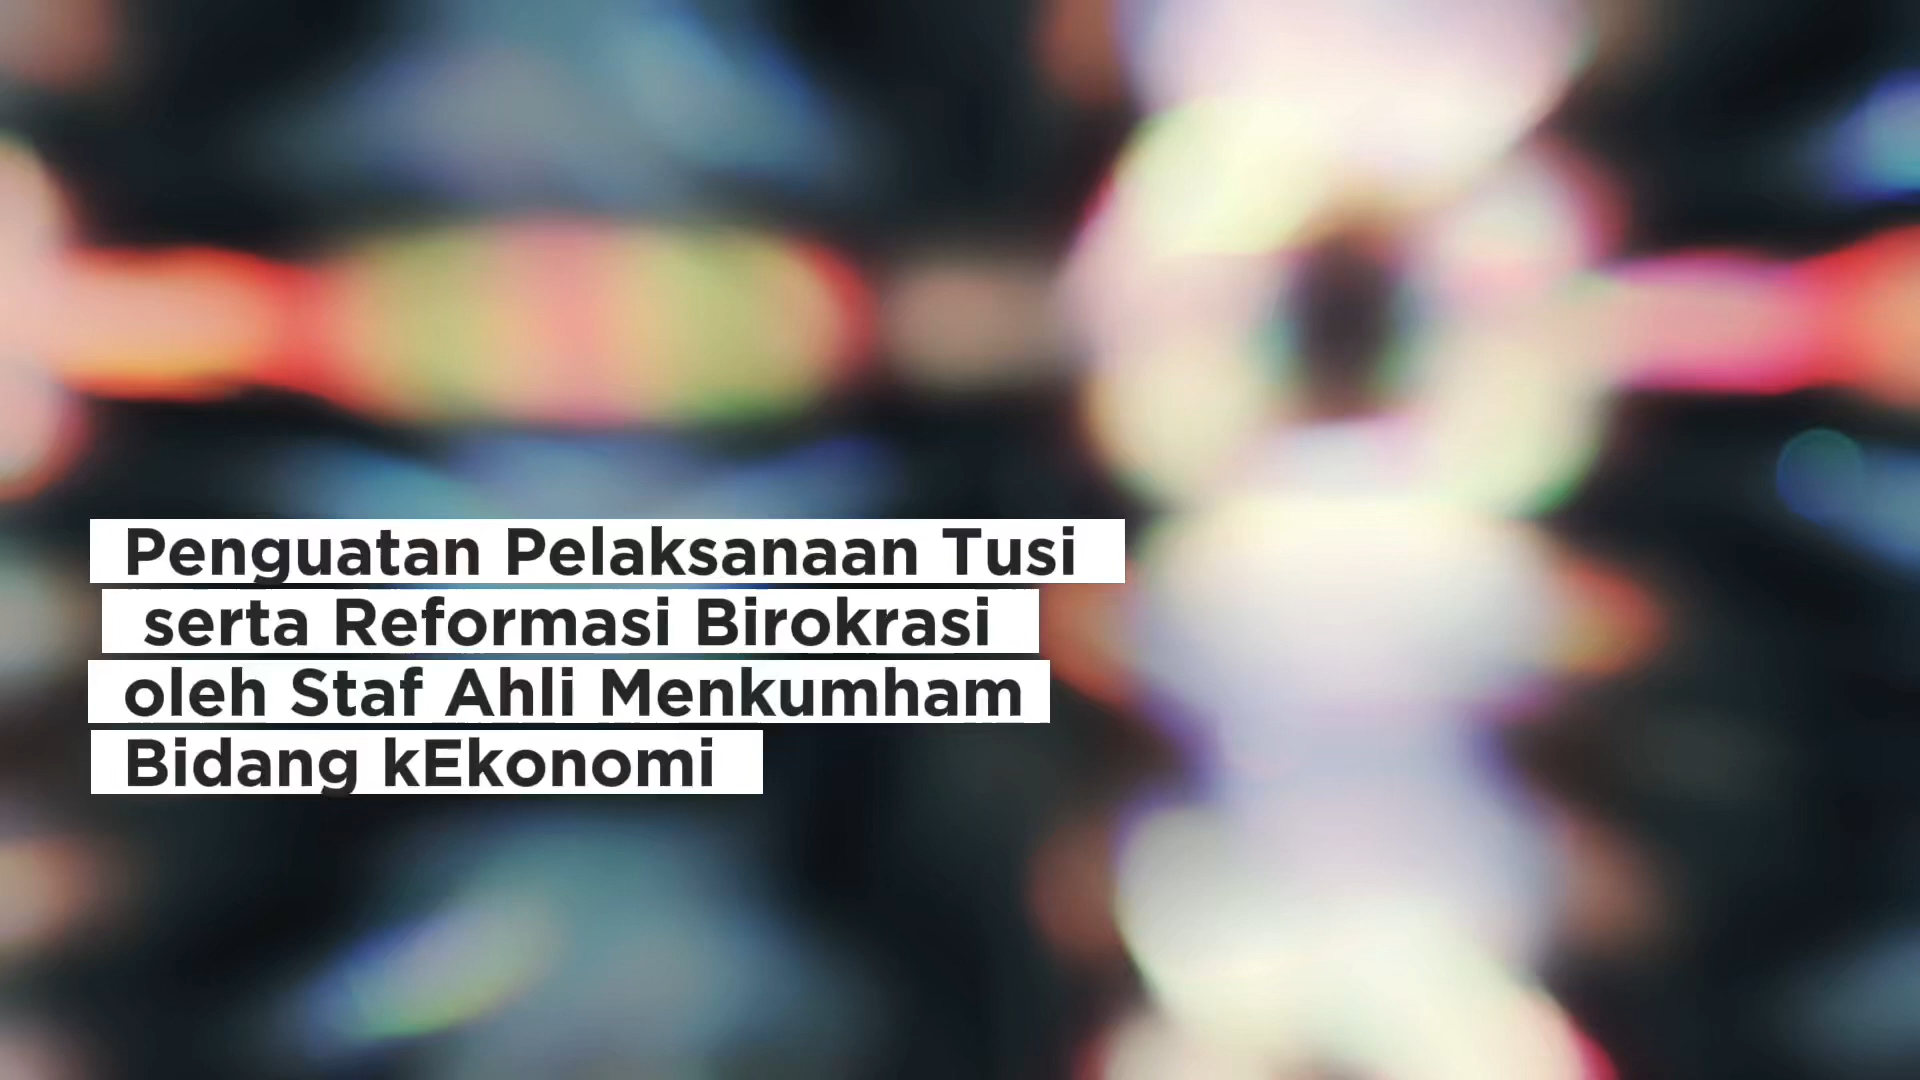 Penguatan Pelaksanaan Tusi
serta Reformasi Birokrasi
oleh Staf Ahli Menkumham
Bidang kEkonomi